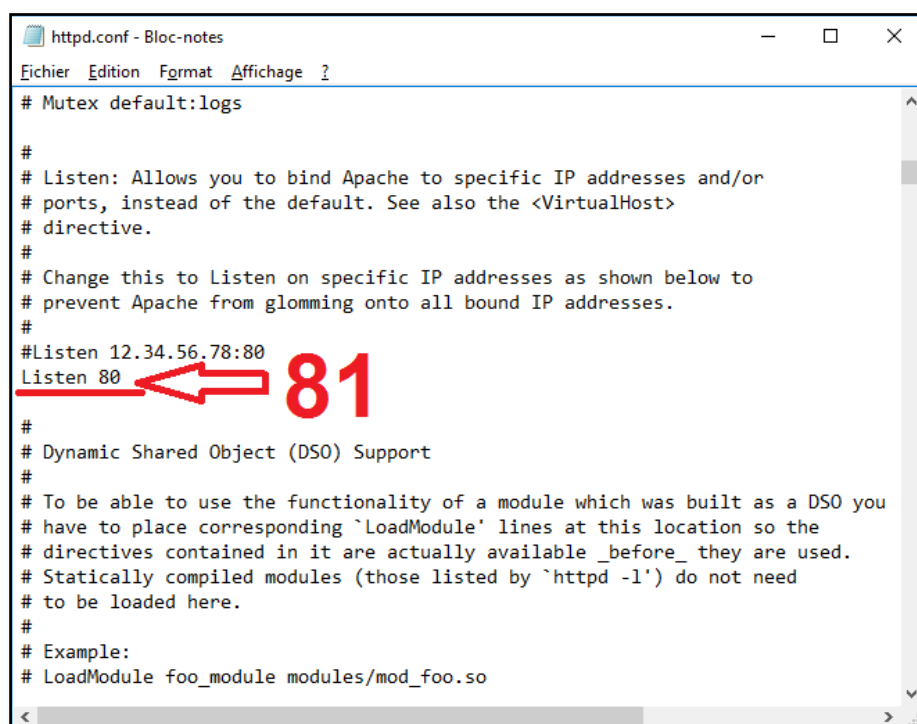 httpd.conf - Bloc-notes
Fichier Edition Format Affichage ?
# Mutex default:logs
#
# Listen: Allows you to bind Apache to specific IP addresses and/or
# ports, instead of the default. See also the <VirtualHost>
# directive.
#
# Change this to Listen on specific IP addresses as shown below to
# prevent Apache from glomming onto all bound IP addresses.
#
#Listen 12.34.56.78:80
Listen 80
81
#
# Dynamic Shared Object (DSO) Support
#
# To be able to use the functionality of a module which was built as a DSO you
# have to place corresponding `LoadModule' lines at this location so the
# directives contained in it are actually available _before_ they are used.
# Statically compiled modules (those listed by `httpd -l') do not need
# to be loaded here.
#
# Example:
# LoadModule foo_module modules/mod_foo.so